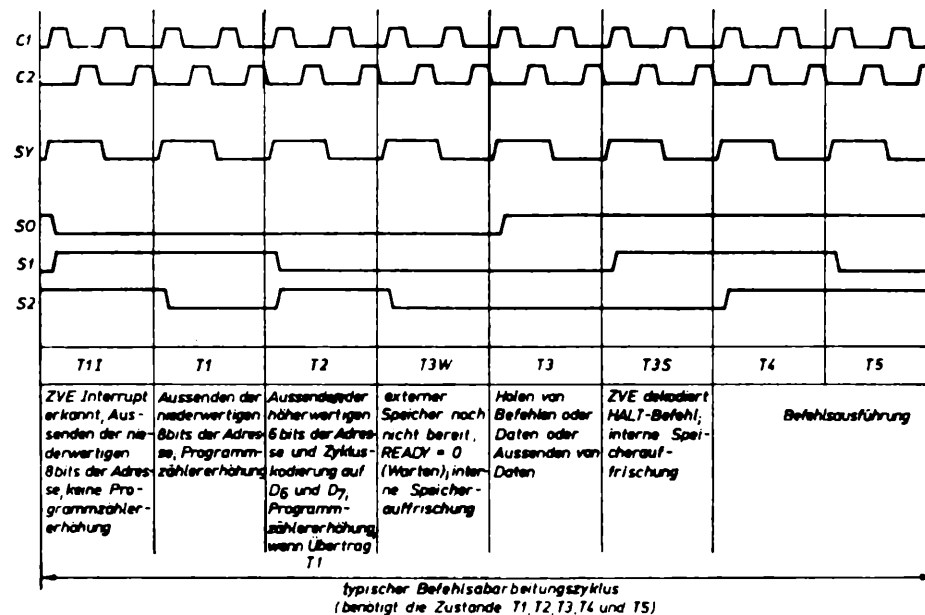 C1
C2
SY
S0
S1
S2
T1I
T1
T2
T3W
T3
T3S
T4
T5
ZVE Interrupt
erkannt, Aus-
senden der nie-
derwertigen
8bits der Adres-
se, keine Pro-
grammzähler-
erhöhung
Aussenden der
niederwertigen
8bits der Adres-
se, Programm-
zählererhöhung
Aussenden der
höherwertigen
6bits der Adres-
se und Zyklus-
kodierung auf
D6 und D7,
Programm-
zählererhöhung,
wenn Übertrag
T1
externer
Speicher noch
nicht bereit,
READY = 0
(Warten); inter-
ne Speicher-
auffrischung
Holen von
Befehlen oder
Daten oder
Aussenden von
Daten
ZVE dekodiert
HALT-Befehl;
interne Spei-
cherauf-
frischung
Befehlsausführung
typischer Befehlsabarbeitungszyklus
(benötigt die Zustände T1, T2, T3, T4 und T5)